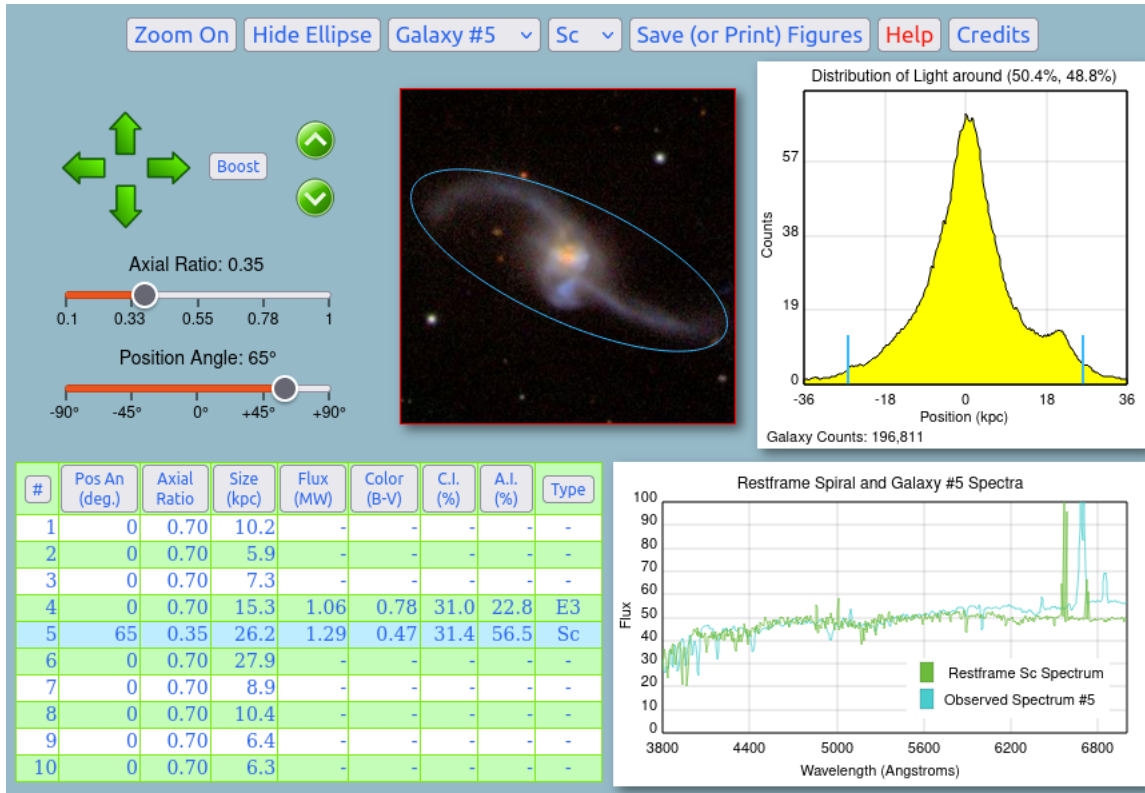 Zoom On Hide Ellipse Galaxy #5 Sc Save (or Print) Figures Help Credits
Boost
Axial Ratio: 0.35
0.1 0.33 0.55 0.78 1
Position Angle: 65°
-90° -45° 0° +45° +90°
Distribution of Light around (50.4%, 48.8%)
Counts
57
38
19
0
-36 -18 0 18 36
Position (kpc)
Galaxy Counts: 196,811
# Pos An (deg.) Axial Ratio Size (kpc) Flux (MW) Color (B-V) C.I. (%) A.I. (%) Type
1 0 0.70 10.2 - - - - -
2 0 0.70 5.9 - - - - -
3 0 0.70 7.3 - - - - -
4 0 0.70 15.3 1.06 0.78 31.0 22.8 E3
5 65 0.35 26.2 1.29 0.47 31.4 56.5 Sc
6 0 0.70 27.9 - - - - -
7 0 0.70 8.9 - - - - -
8 0 0.70 10.4 - - - - -
9 0 0.70 6.4 - - - - -
10 0 0.70 6.3 - - - - -
Restframe Spiral and Galaxy #5 Spectra
Flux
100
90
80
70
60
50
40
30
20
10
0
Restframe Sc Spectrum
Observed Spectrum #5
3800 4400 5000 5600 6200 6800
Wavelength (Angstroms)